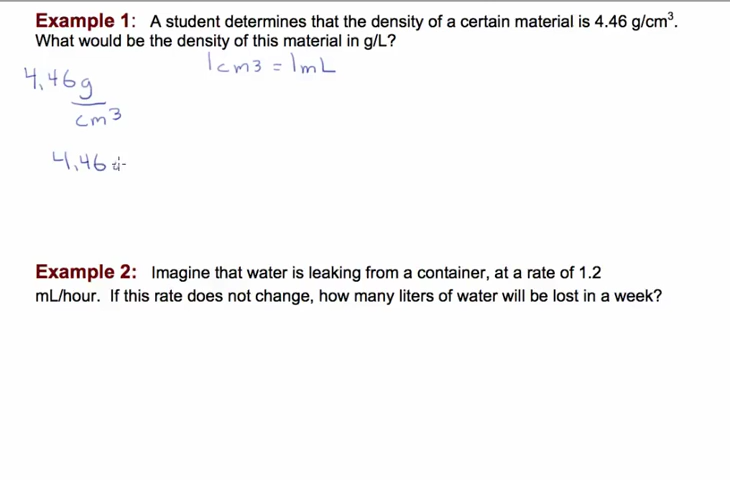 Example 1: A student determines that the density of a certain material is 4.46 g/cm³.
What would be the density of this material in g/L?
1cm3 = 1mL
4.46g
cm³
4.46
Example 2: Imagine that water is leaking from a container, at a rate of 1.2
mL/hour. If this rate does not change, how many liters of water will be lost in a week?